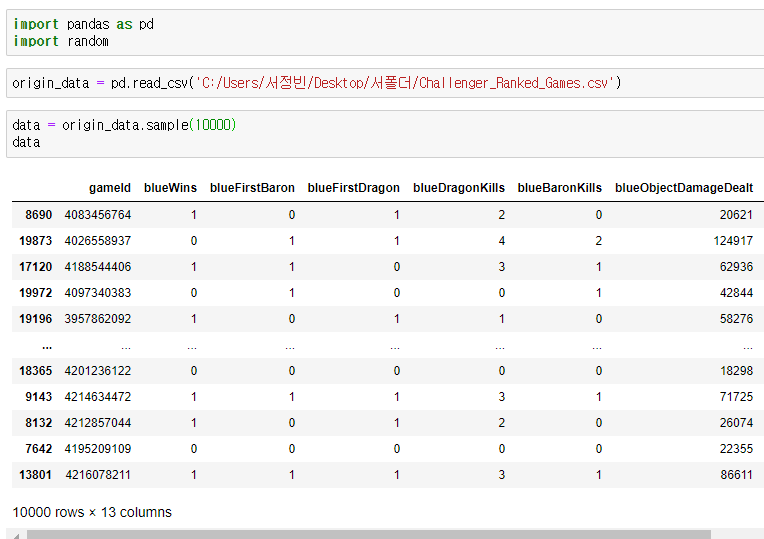 import pandas as pd
import random
origin_data = pd.read_csv('C:/Users/서정빈/Desktop/서폴더/Challenger_Ranked_Games.csv')
data = origin_data.sample(10000)
data
gameId blueWins blueFirstBaron blueFirstDragon blueDragonKills blueBaronKills blueObjectDamageDealt
8690 4083456764 1 0 1 2 0 20621
19873 4026558937 0 1 1 4 2 124917
17120 4188544406 1 1 0 3 1 62936
19972 4097340383 0 1 0 0 1 42844
19196 3957862092 1 0 1 1 0 58276
... ... ... ... ... ... ... ...
18365 4201236122 0 0 0 0 0 18298
9143 4214634472 1 1 1 3 1 71725
8132 4212857044 1 0 1 2 0 26074
7642 4195209109 0 0 0 0 0 22355
13801 4216078211 1 1 1 3 1 86611
10000 rows × 13 columns